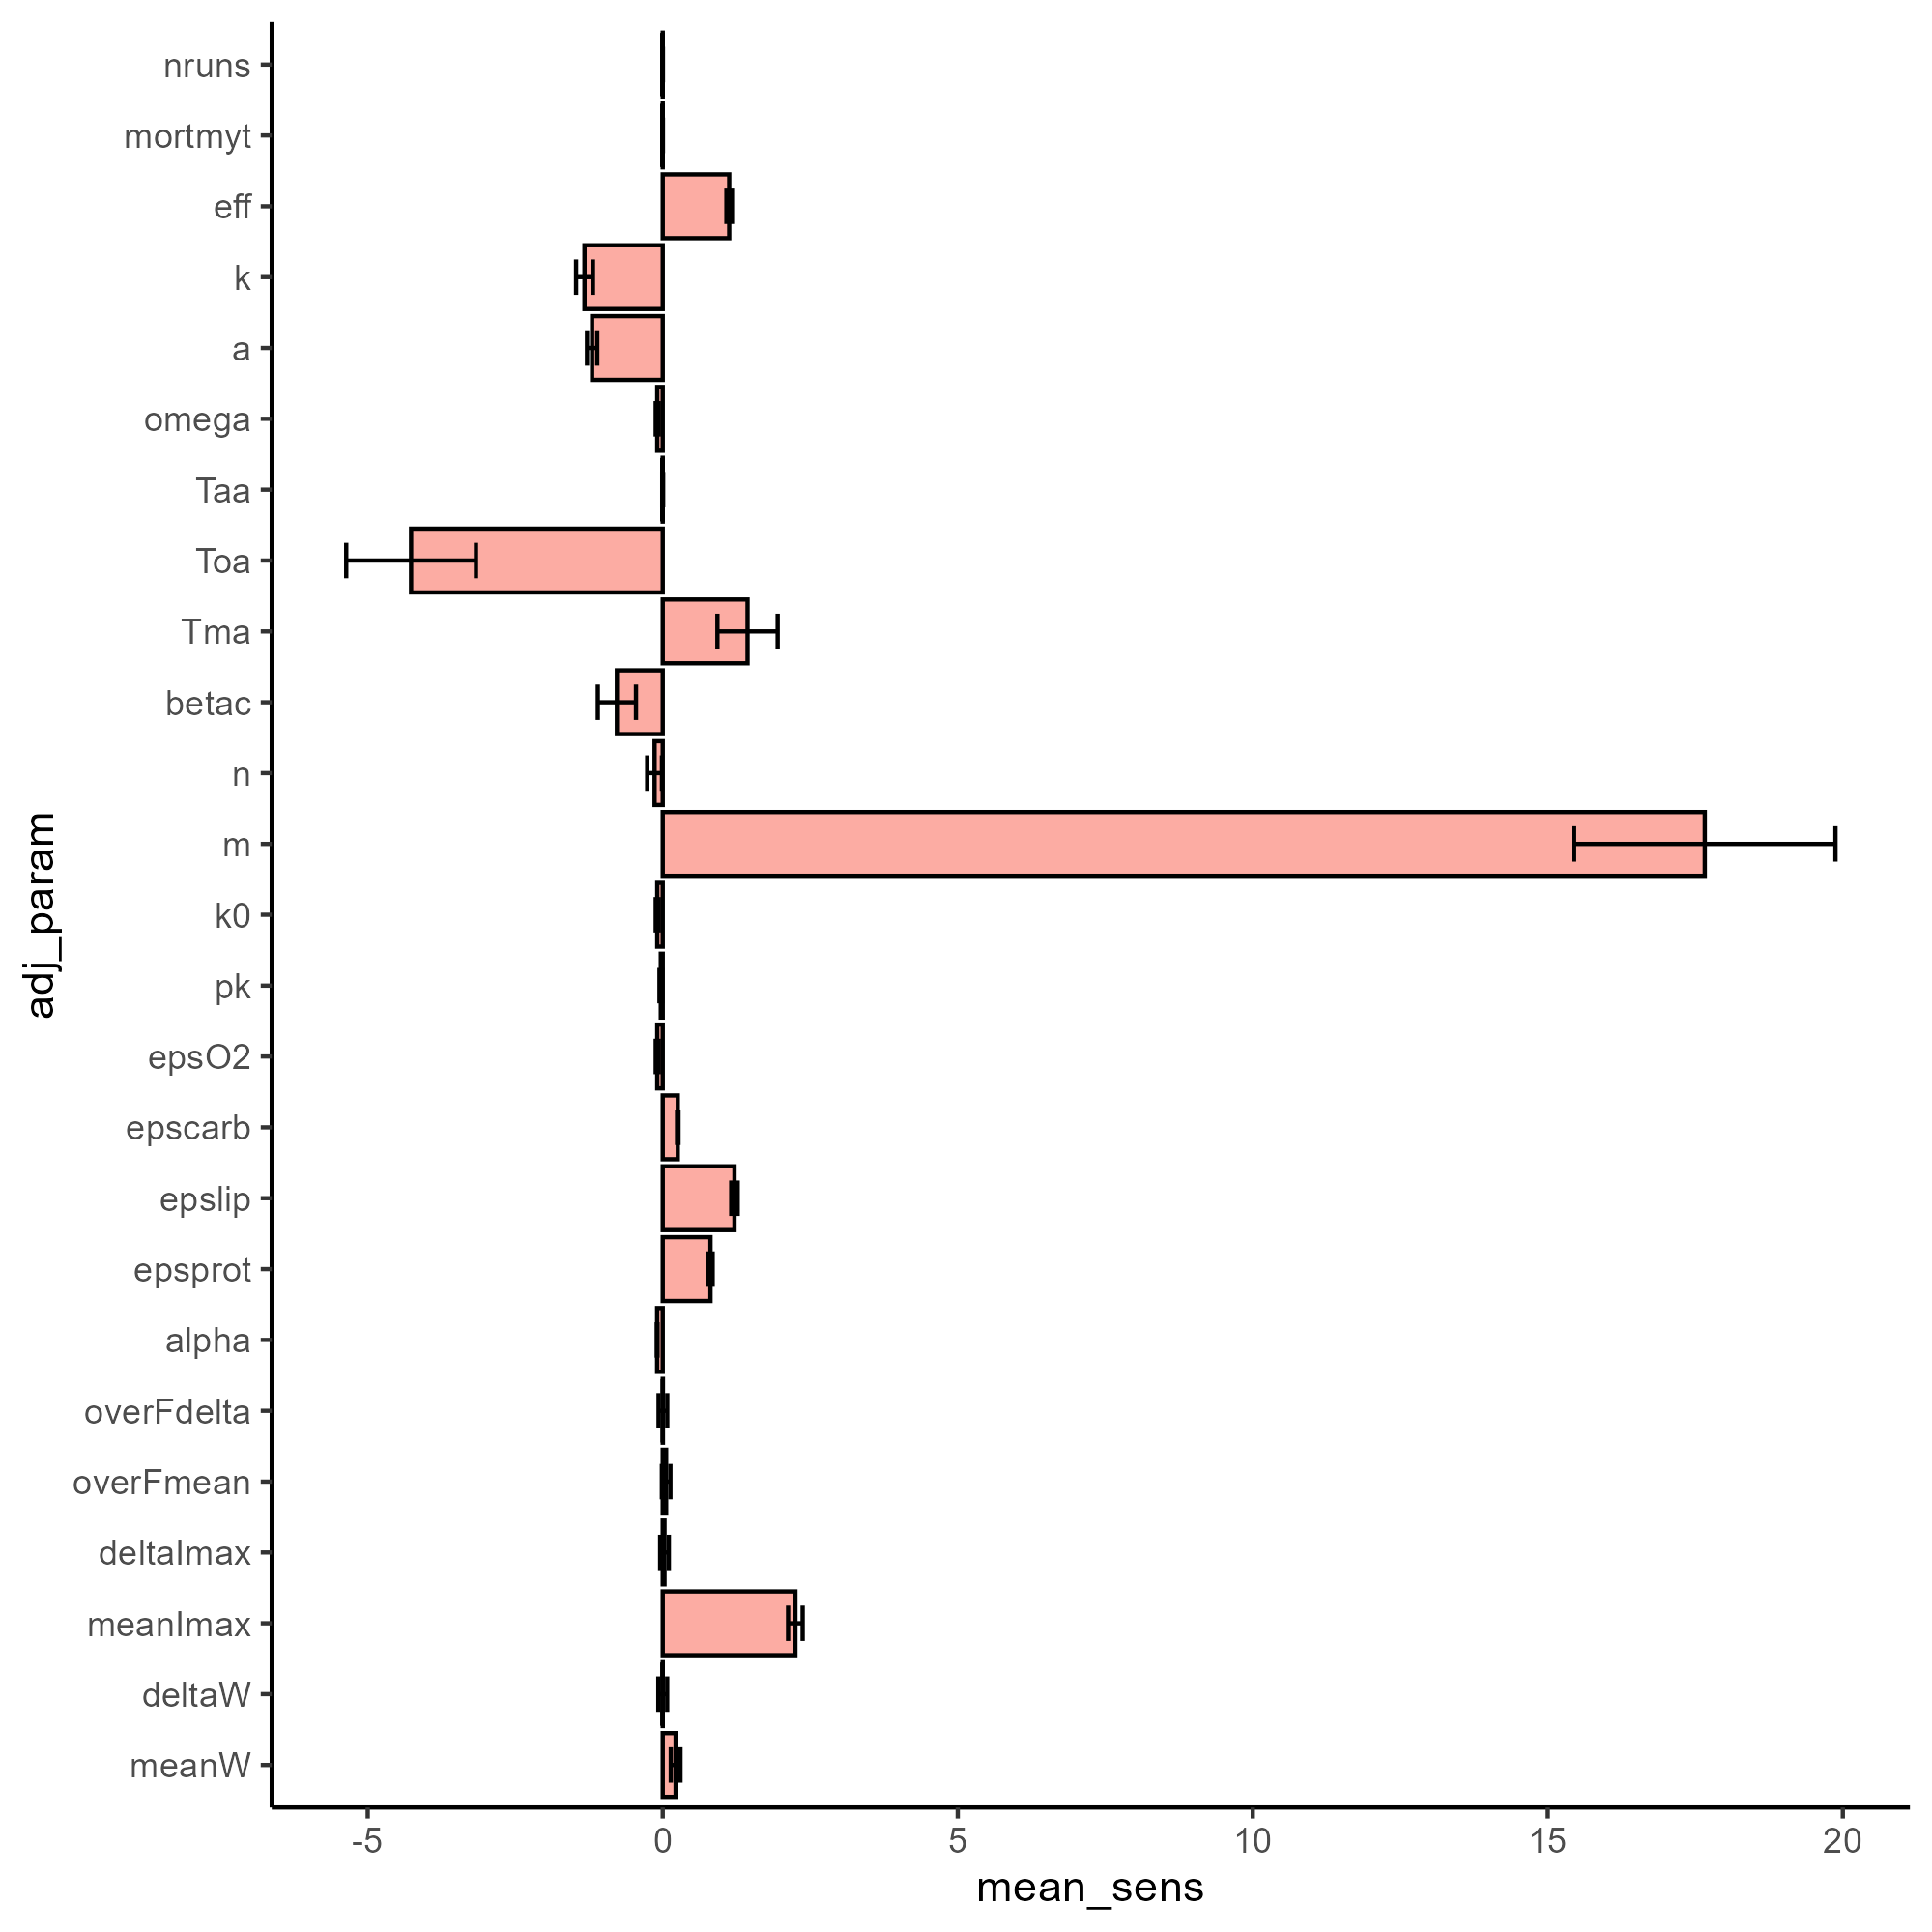 nruns
mortmyt
eff
k
a
omega
Taa
Toa
Tma
betac
n
m
k0
pk
epsO2
epscarb
epslip
epsprot
alpha
overFdelta
overFmean
deltaImax
meanImax
deltaW
meanW
adj_param
-5 0 5 10 15 20
mean_sens